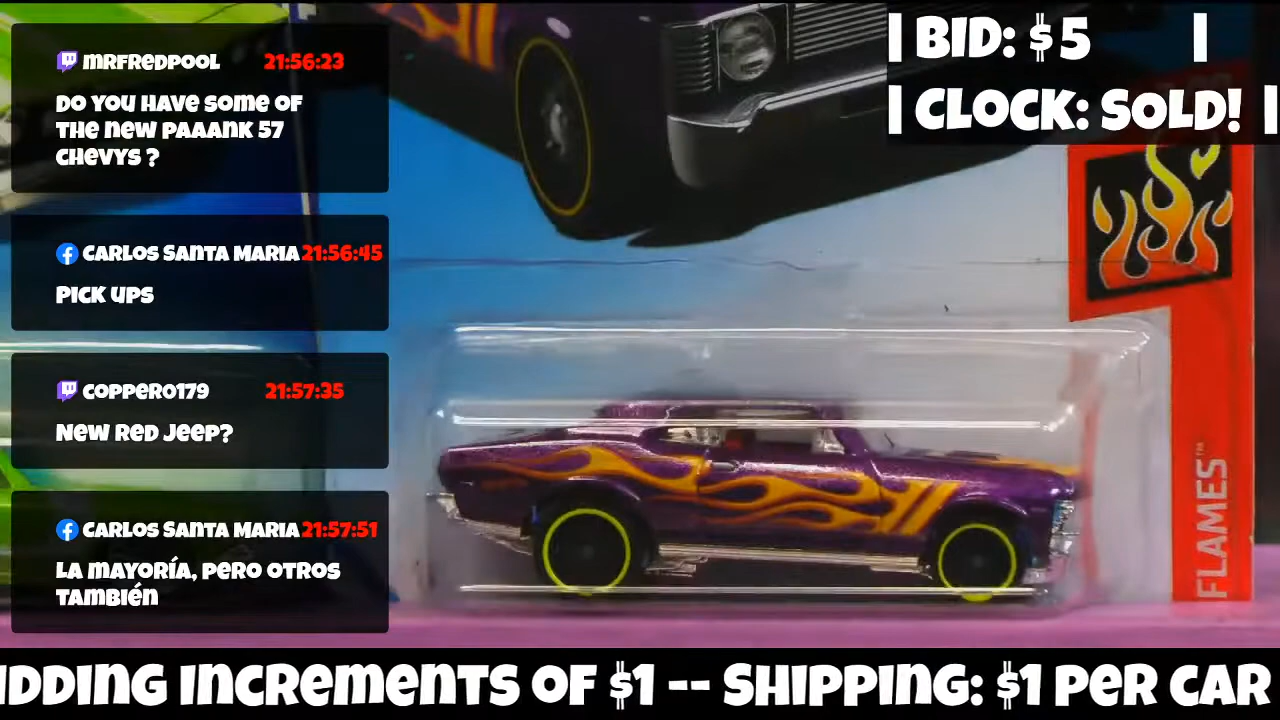 MRFREDPOOL 21:56:23
DO YOU HAVE SOME OF
THE NEW PAAANK 57
CHEVYS ?
CARLOS SANTA MARIA 21:56:45
PICK UPS
COPPERO179 21:57:35
NEW RED JEEP?
CARLOS SANTA MARIA 21:57:51
LA MAYORÍA, PERO OTROS
TAMBIÉN
| BID: $5 |
| CLOCK: SOLD! |
FLAMES™
IDDING INCREMENTS OF $1 -- SHIPPING: $1 PER CAR